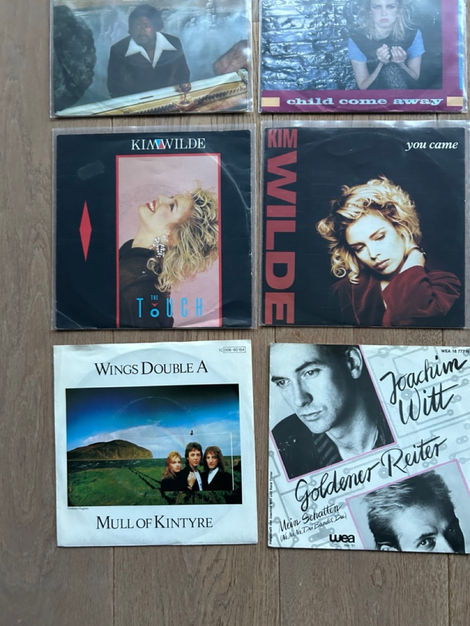 child come away
KIM WILDE
THE
TOUCH
KIM
WILDE
you came
WINGS DOUBLE A
MULL OF KINTYRE
Joachim
Witt
Goldener Reiter
Mein Schatten
wea